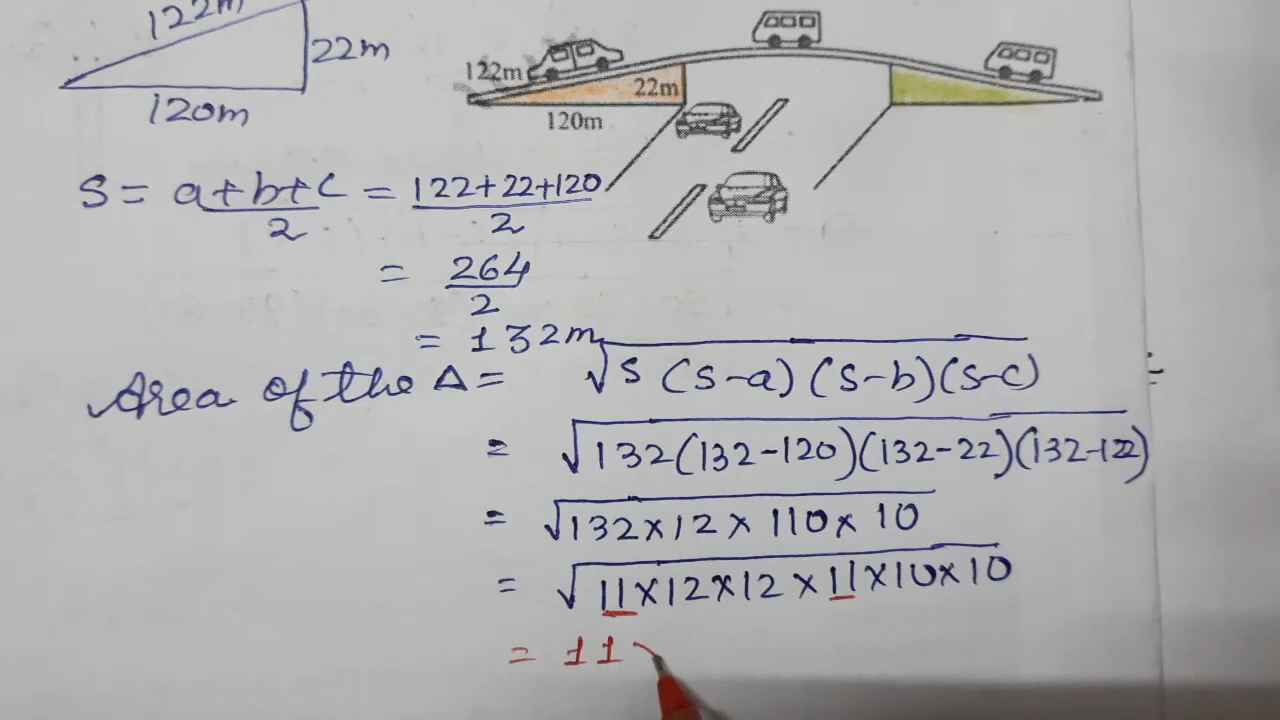 122m
22m
120m
122m
22m
120m
S = a+b+c/2 = 122+22+120/2
= 264/2
= 132m
Area of the Δ = √S (S-a) (S-b) (S-c)
= √132(132-120)(132-22)(132-122)
= √132×12×110×10
= √11×12×12×11×10×10
= 11